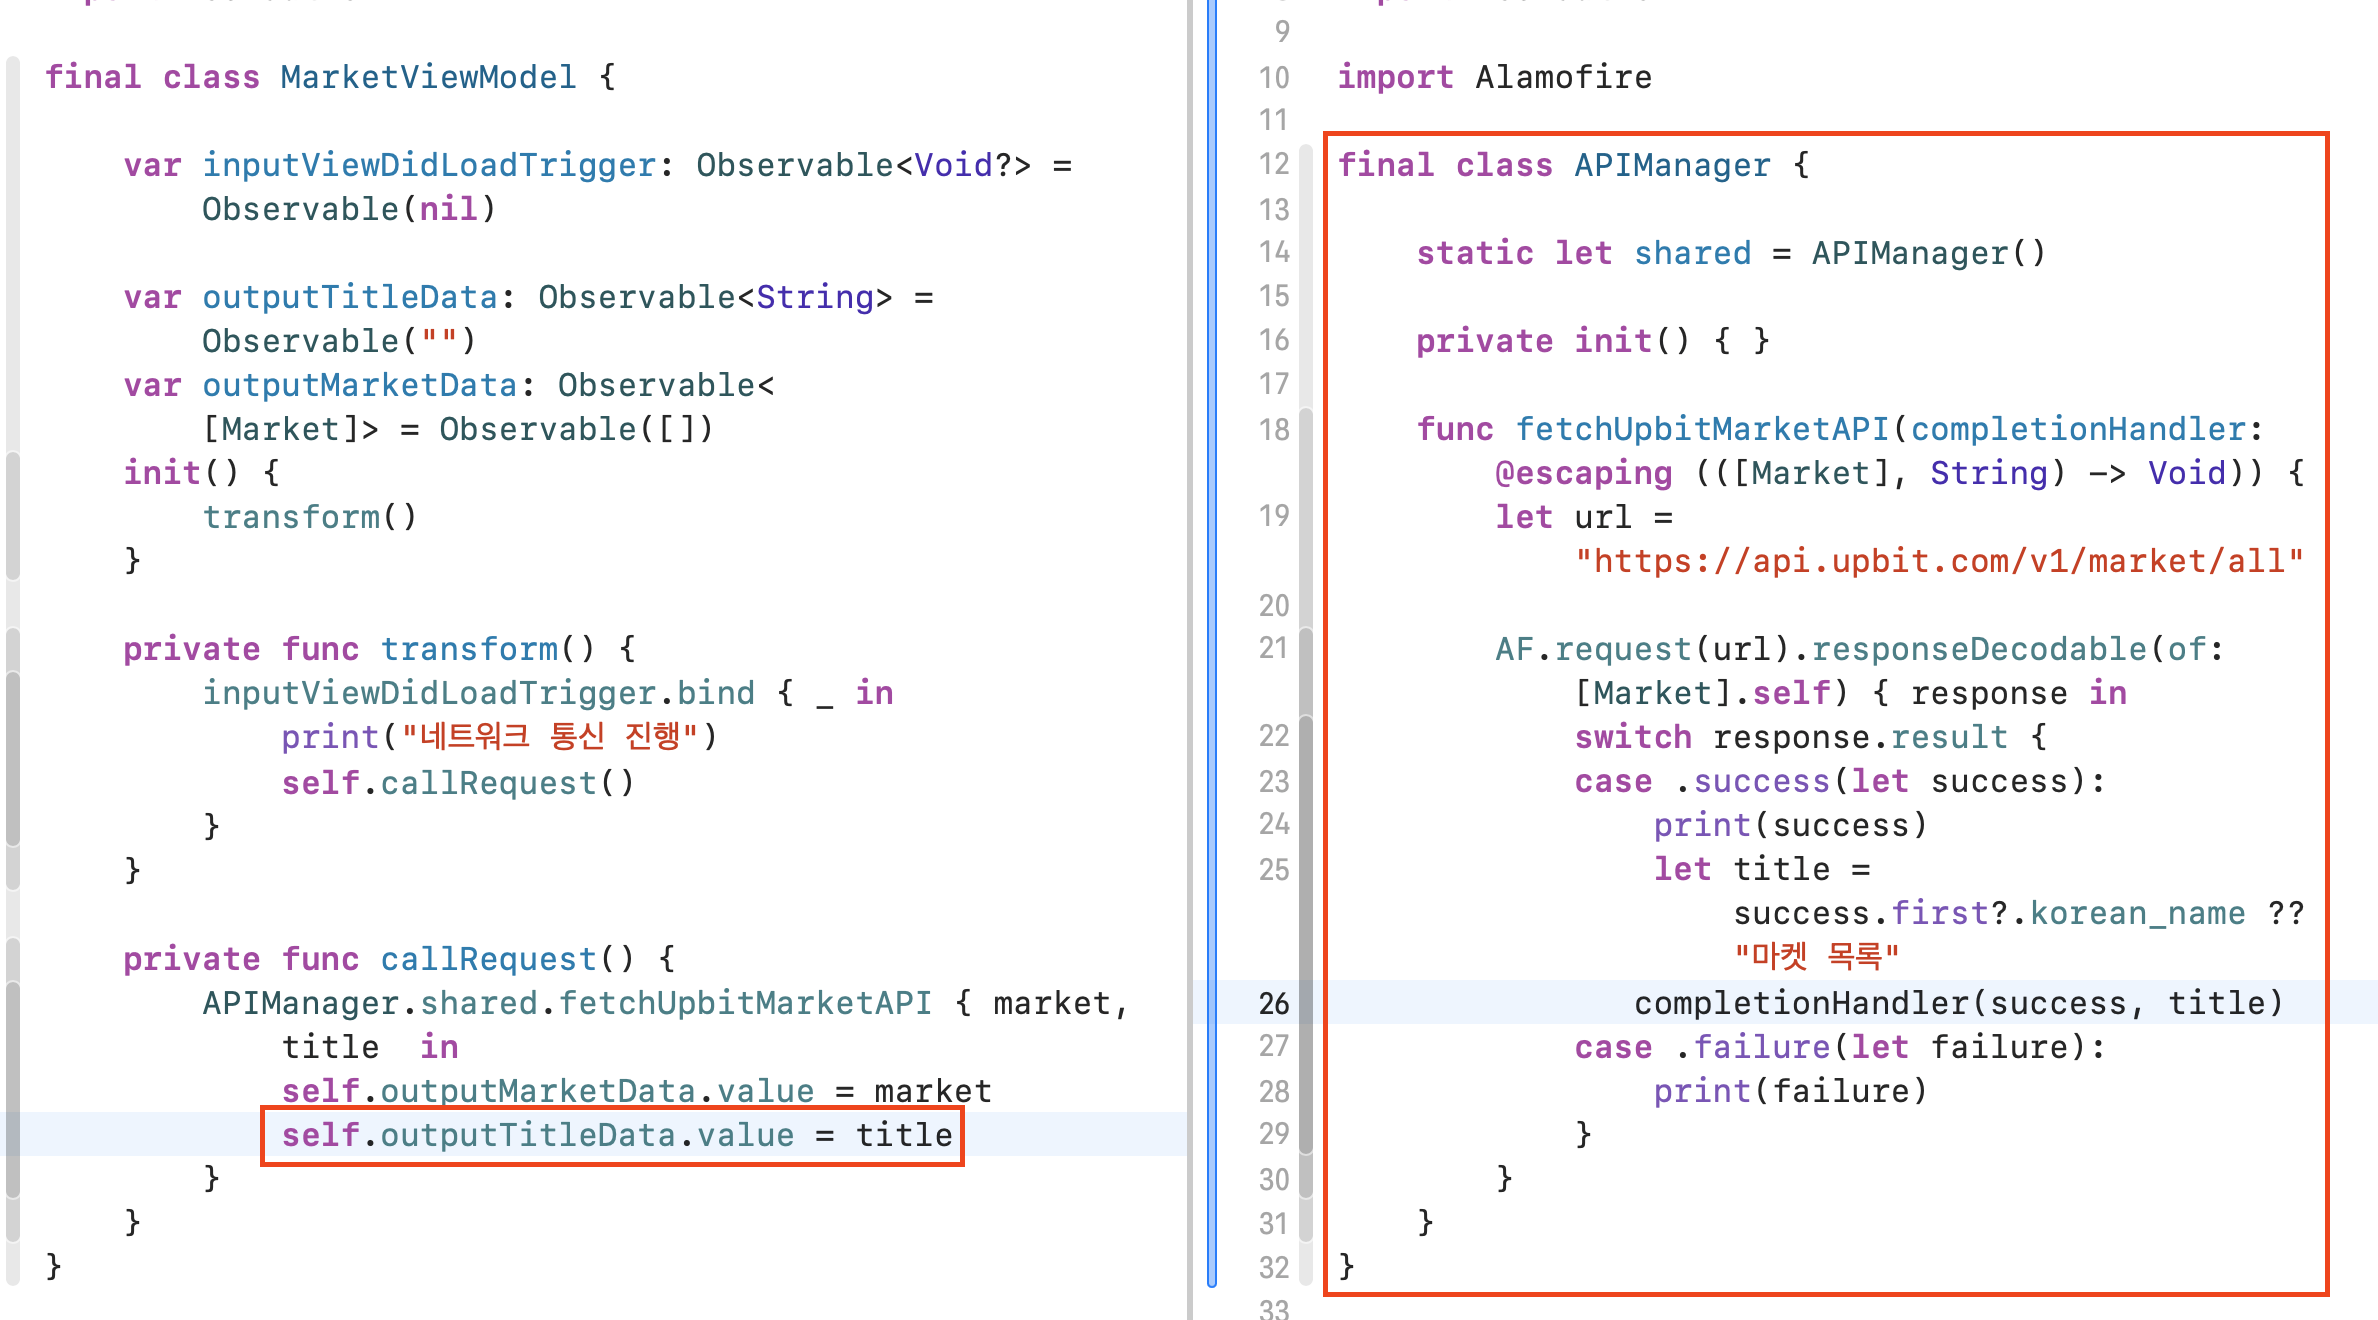 final class MarketViewModel {
var inputViewDidLoadTrigger: Observable<Void?> =
Observable(nil)
var outputTitleData: Observable<String> =
Observable("")
var outputMarketData: Observable<
[Market]> = Observable([])
init() {
transform()
}
private func transform() {
inputViewDidLoadTrigger.bind { _ in
print("네트워크 통신 진행")
self.callRequest()
}
}
private func callRequest() {
APIManager.shared.fetchUpbitMarketAPI { market,
title  in
self.outputMarketData.value = market
self.outputTitleData.value = title
}
}
}
9
10 import Alamofire
11
12 final class APIManager {
13
14 static let shared = APIManager()
15
16 private init() { }
17
18 func fetchUpbitMarketAPI(completionHandler:
@escaping (([Market], String) -> Void)) {
19 let url =
"https://api.upbit.com/v1/market/all"
20
21 AF.request(url).responseDecodable(of:
[Market].self) { response in
22 switch response.result {
23 case .success(let success):
24 print(success)
25 let title =
success.first?.korean_name ??
"마켓 목록"
26 completionHandler(success, title)
27 case .failure(let failure):
28 print(failure)
29 }
30 }
31 }
32 }
33